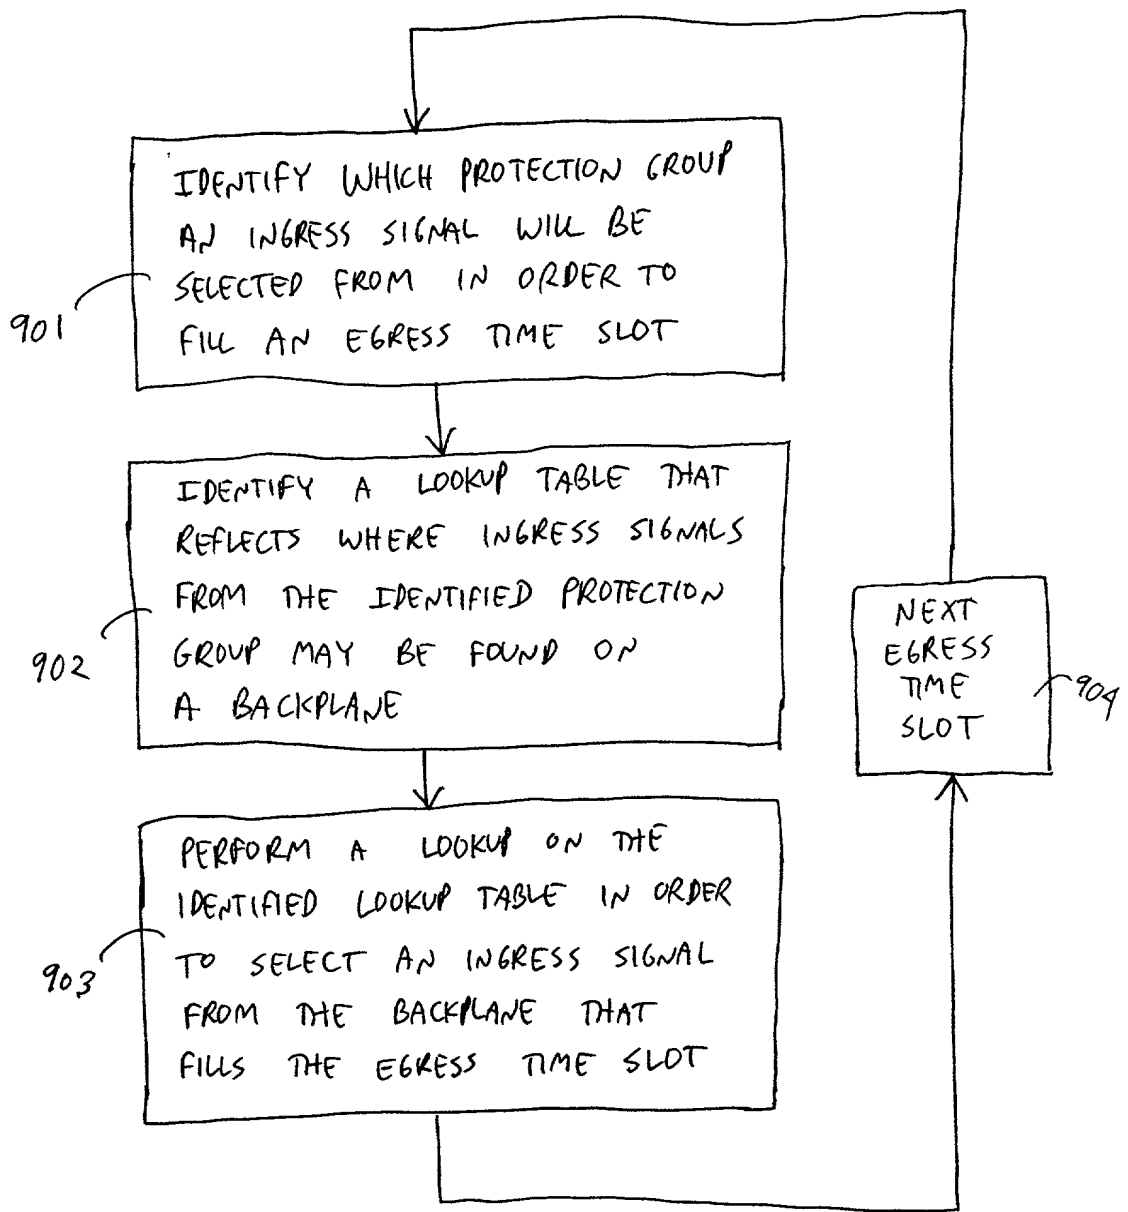 IDENTIFY WHICH PROTECTION GROUP
AN INGRESS SIGNAL WILL BE
SELECTED FROM IN ORDER TO
FILL AN EGRESS TIME SLOT
901
IDENTIFY A LOOKUP TABLE THAT
REFLECTS WHERE INGRESS SIGNALS
FROM THE IDENTIFIED PROTECTION
GROUP MAY BE FOUND ON
A BACKPLANE
902
PERFORM A LOOKUP ON THE
IDENTIFIED LOOKUP TABLE IN ORDER
TO SELECT AN INGRESS SIGNAL
FROM THE BACKPLANE THAT
FILLS THE EGRESS TIME SLOT
903
NEXT
EGRESS
TIME
SLOT
904